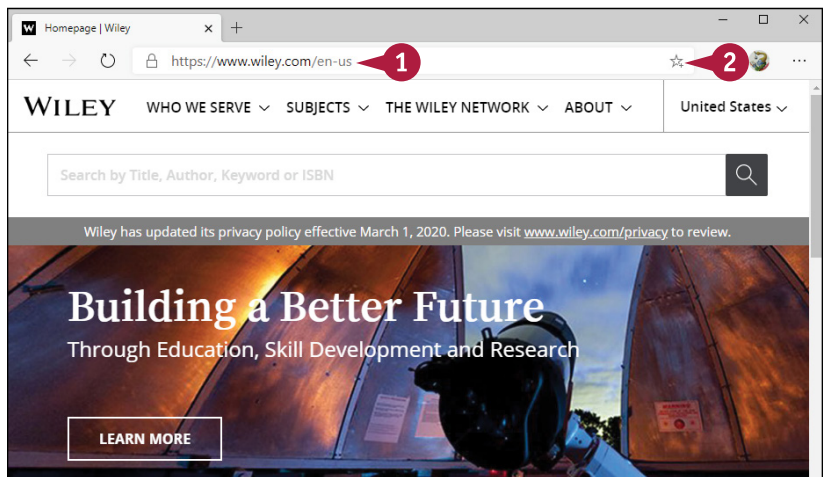 W Homepage | Wiley
https://www.wiley.com/en-us 1 2
WILEY WHO WE SERVE SUBJECTS THE WILEY NETWORK ABOUT United States
Search by Title, Author, Keyword or ISBN
Wiley has updated its privacy policy effective March 1, 2020. Please visit www.wiley.com/privacy to review.
Building a Better Future
Through Education, Skill Development and Research
LEARN MORE
WARNING